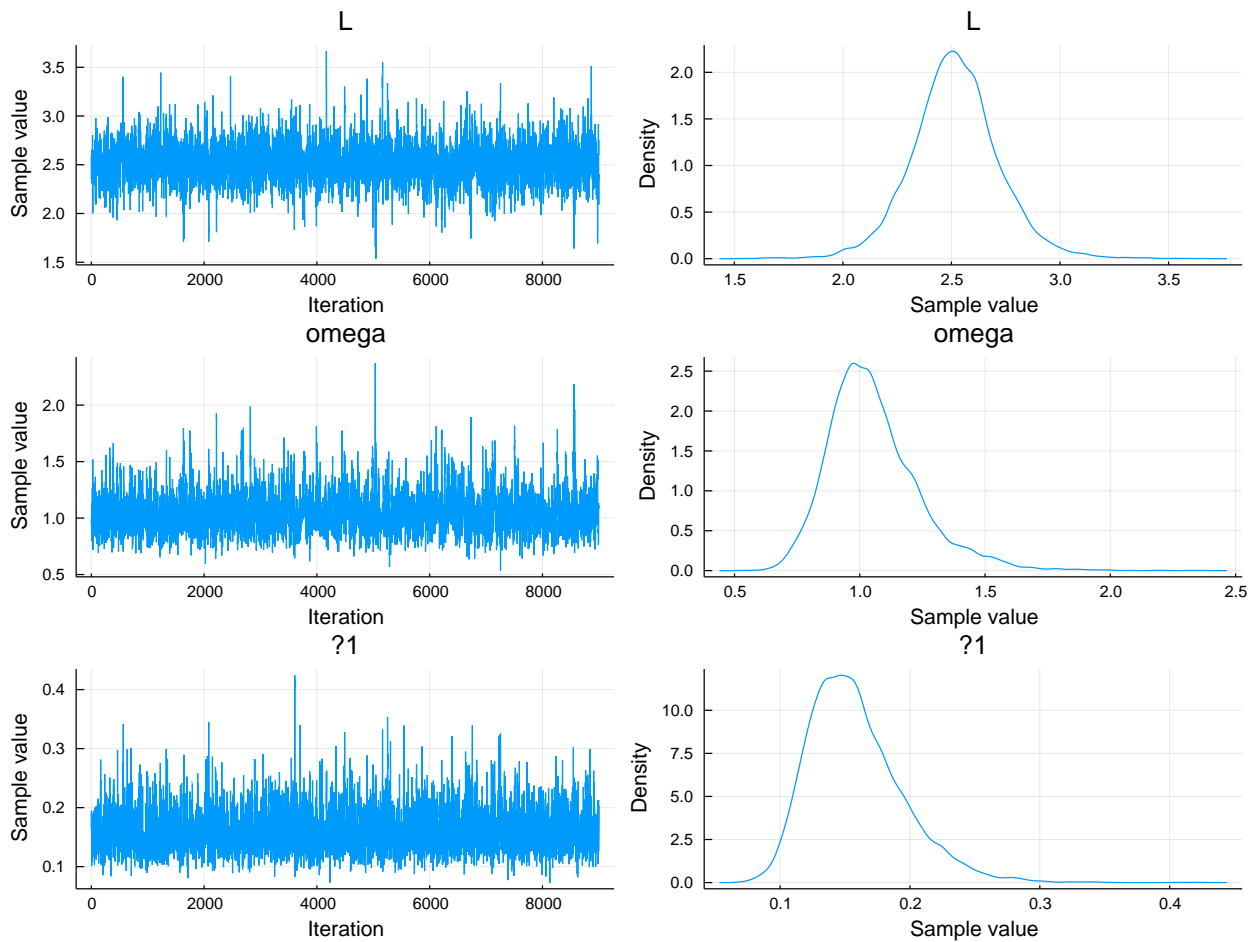 L
3.5
3.0
2.5
2.0
1.5
Sample value
0 2000 4000 6000 8000
Iteration
L
2.0
1.5
1.0
0.5
0.0
Density
1.5 2.0 2.5 3.0 3.5
Sample value
omega
2.0
1.5
1.0
0.5
Sample value
0 2000 4000 6000 8000
Iteration
omega
2.5
2.0
1.5
1.0
0.5
0.0
Density
0.5 1.0 1.5 2.0 2.5
Sample value
?1
0.4
0.3
0.2
0.1
Sample value
0 2000 4000 6000 8000
Iteration
?1
10.0
7.5
5.0
2.5
0.0
Density
0.1 0.2 0.3 0.4
Sample value